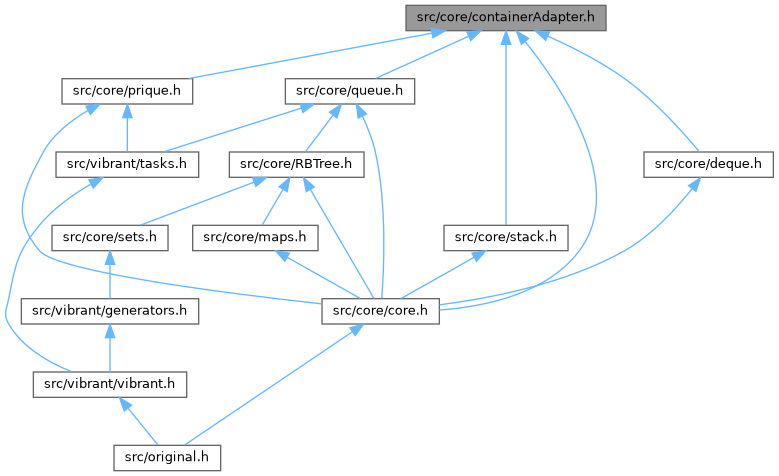 src/core/containerAdapter.h
src/core/prique.h
src/core/queue.h
src/vibrant/tasks.h
src/core/RBTree.h
src/core/deque.h
src/core/sets.h
src/core/maps.h
src/core/stack.h
src/vibrant/generators.h
src/core/core.h
src/vibrant/vibrant.h
src/original.h